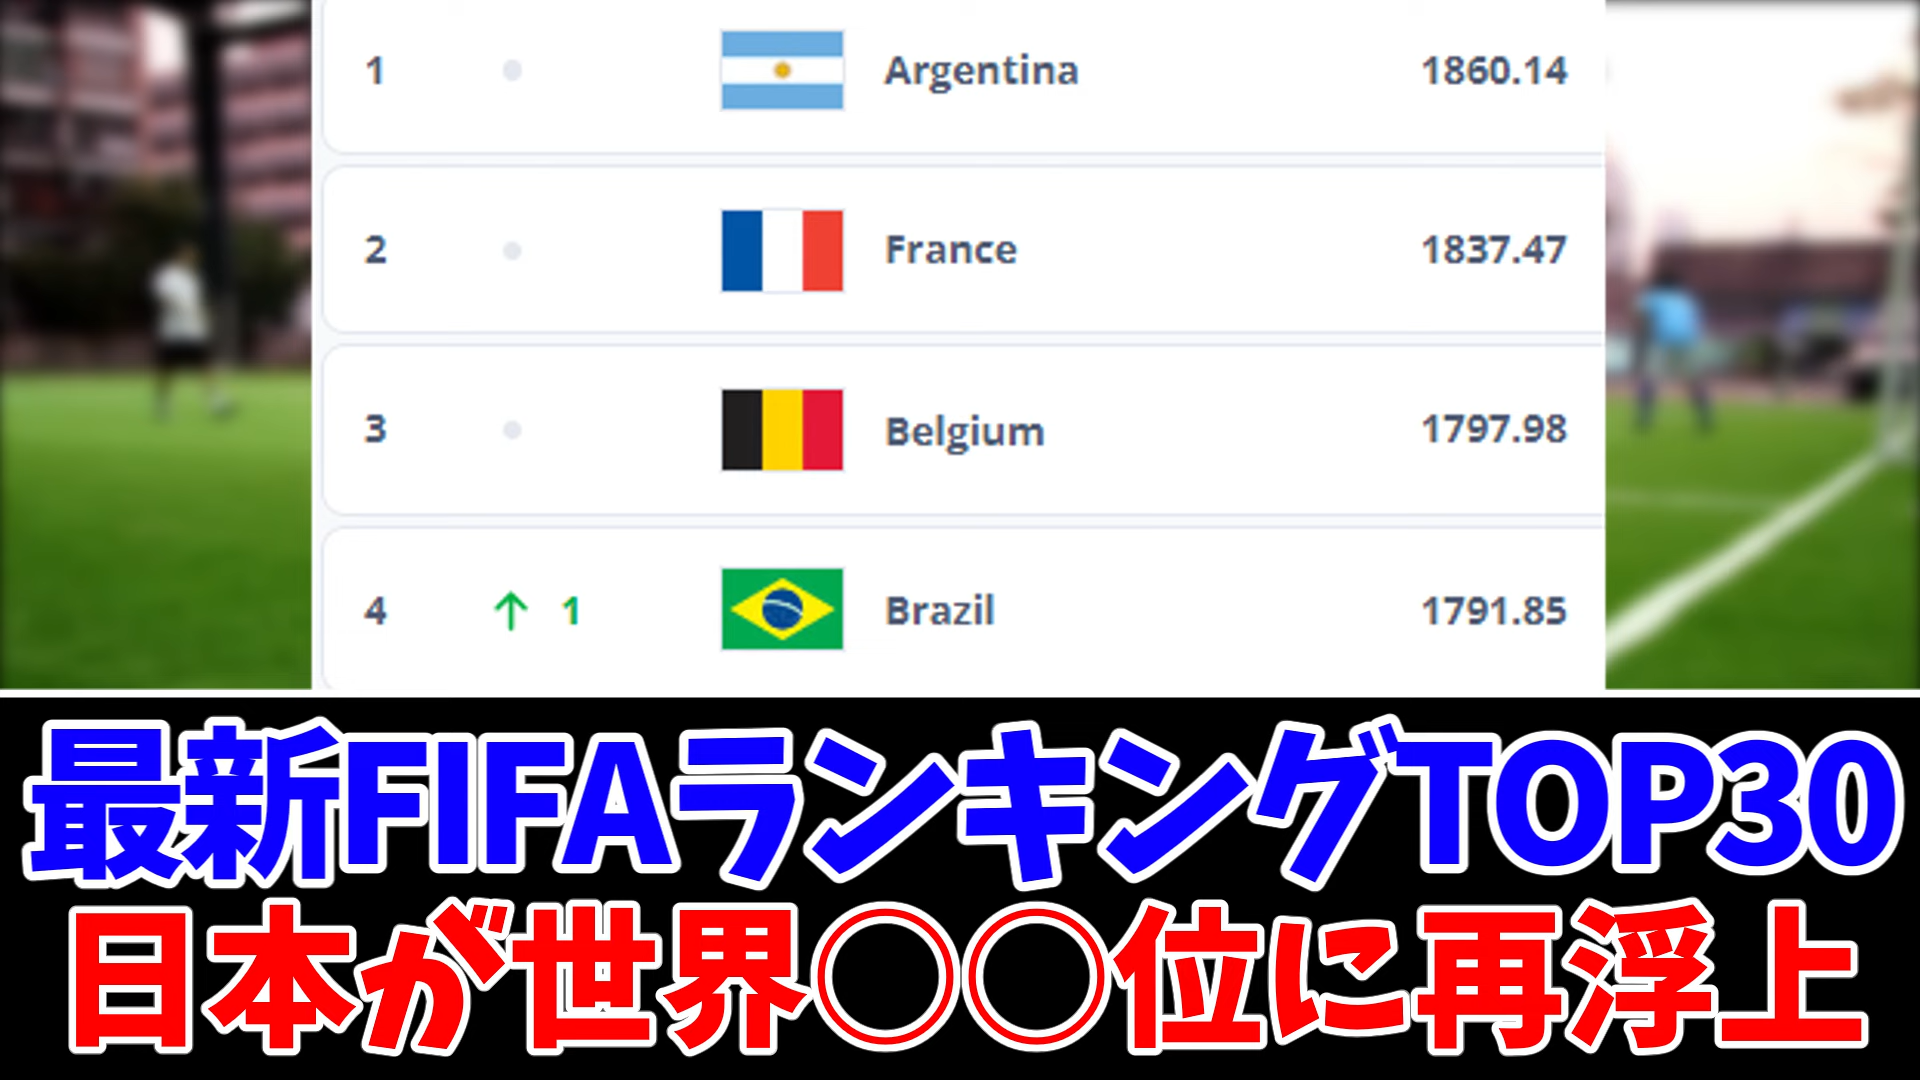 1 Argentina 1860.14
2 France 1837.47
3 Belgium 1797.98
4 ↑ 1 Brazil 1791.85
最新FIFAランキングTOP30
日本が世界○○位に再浮上